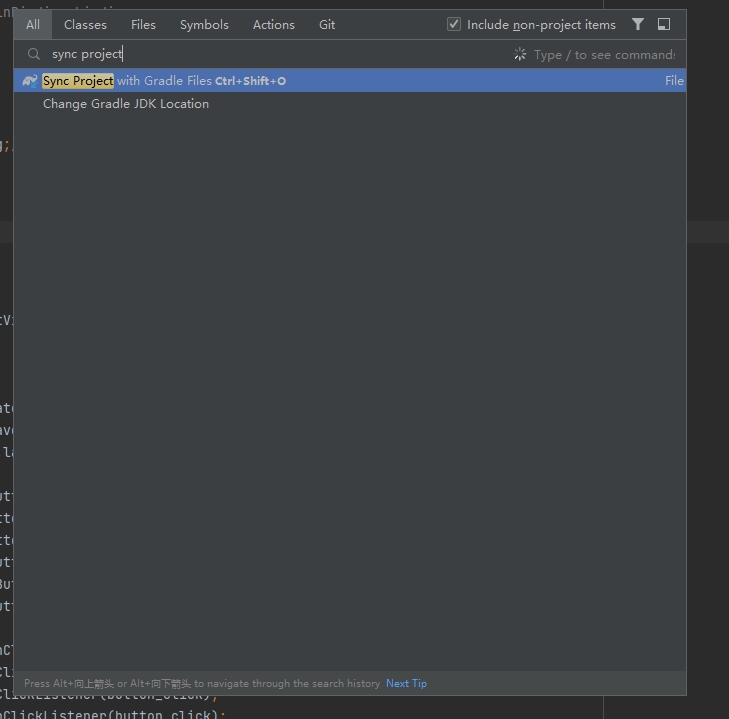 All Classes Files Symbols Actions Git Include non-project items
sync project Type / to see commands
Sync Project with Gradle Files Ctrl+Shift+O File
Change Gradle JDK Location
Press Alt+向上箭头 or Alt+向下箭头 to navigate through the search history Next Tip
ClickListener(button_click);
nClickListener(button_click);